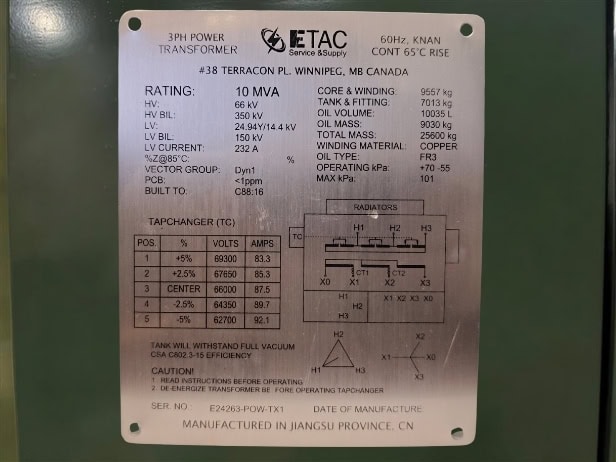 3PH POWER
TRANSFORMER
ETAC
Service &Supply
60Hz, KNAN
CONT 65°C RISE
#38 TERRACON PL. WINNIPEG, MB CANADA
RATING: 10 MVA
HV: 66 kV
HV BIL: 350 kV
LV: 24.94Y/14.4 kV
LV BIL: 150 kV
LV CURRENT: 232 A
%Z@85°C: %
VECTOR GROUP: Dyn1
PCB: <1ppm
BUILT TO: C88:16
CORE & WINDING: 9557 kg
TANK & FITTING: 7013 kg
OIL VOLUME: 10035 L
OIL MASS: 9030 kg
TOTAL MASS: 25600 kg
WINDING MATERIAL: COPPER
OIL TYPE: FR3
OPERATING kPa: +70 -55
MAX kPa: 101
TAPCHANGER (TC)
POS. % VOLTS AMPS
1 +5% 69300 83.3
2 +2.5% 67650 85.3
3 CENTER 66000 87.5
4 -2.5% 64350 89.7
5 -5% 62700 92.1
RADIATORS
TC H1 H2 H3
CT1 CT2
X0 X1 X2 X3
H1
H2
H3
X1 X2 X3 X0
H2
H1 H3
X2
X1 X0
X3
TANK WILL WITHSTAND FULL VACUUM
CSA C802.3-15 EFFICIENCY
CAUTION!
1 READ INSTRUCTIONS BEFORE OPERATING
2 DE-ENERGIZE TRANSFORMER BE FORE OPERATING TAPCHANGER
SER. NO.: E24263-POW-TX1 DATE OF MANUFACTURE:
MANUFACTURED IN JIANGSU PROVINCE, CN